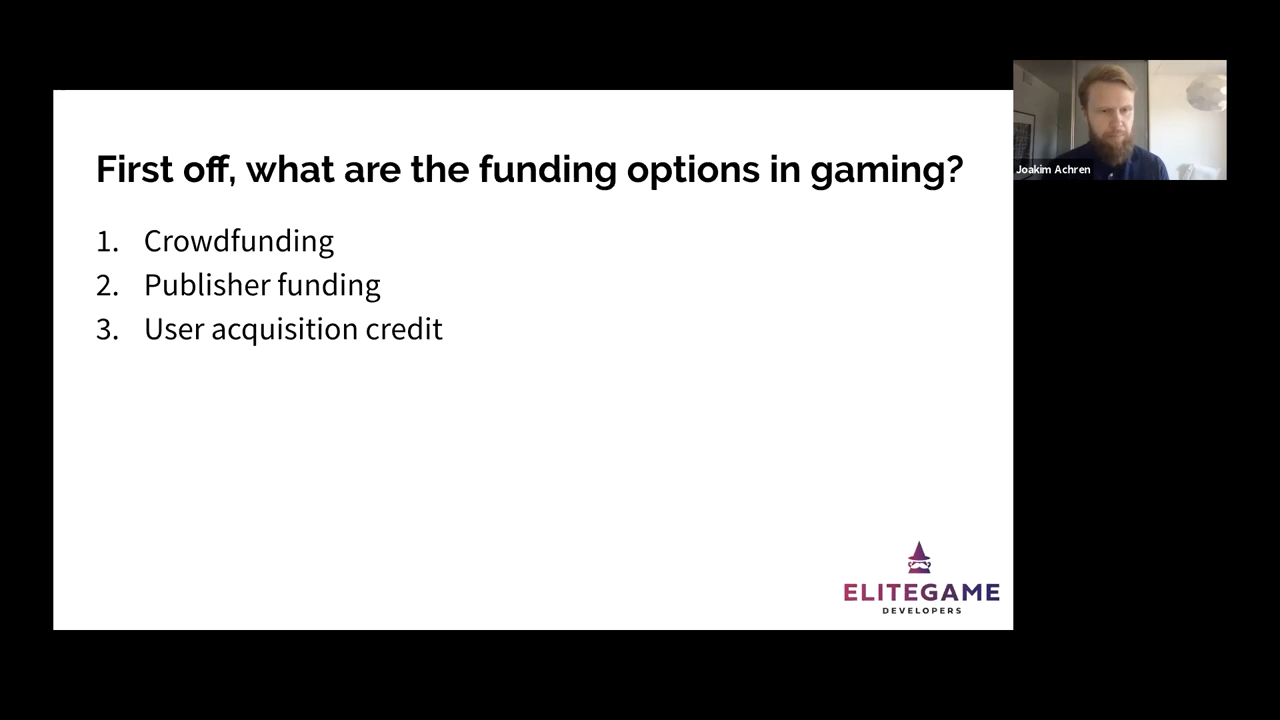 First off, what are the funding options in gaming?
Joakim Achren
1. Crowdfunding
2. Publisher funding
3. User acquisition credit
ELITEGAME
DEVELOPERS